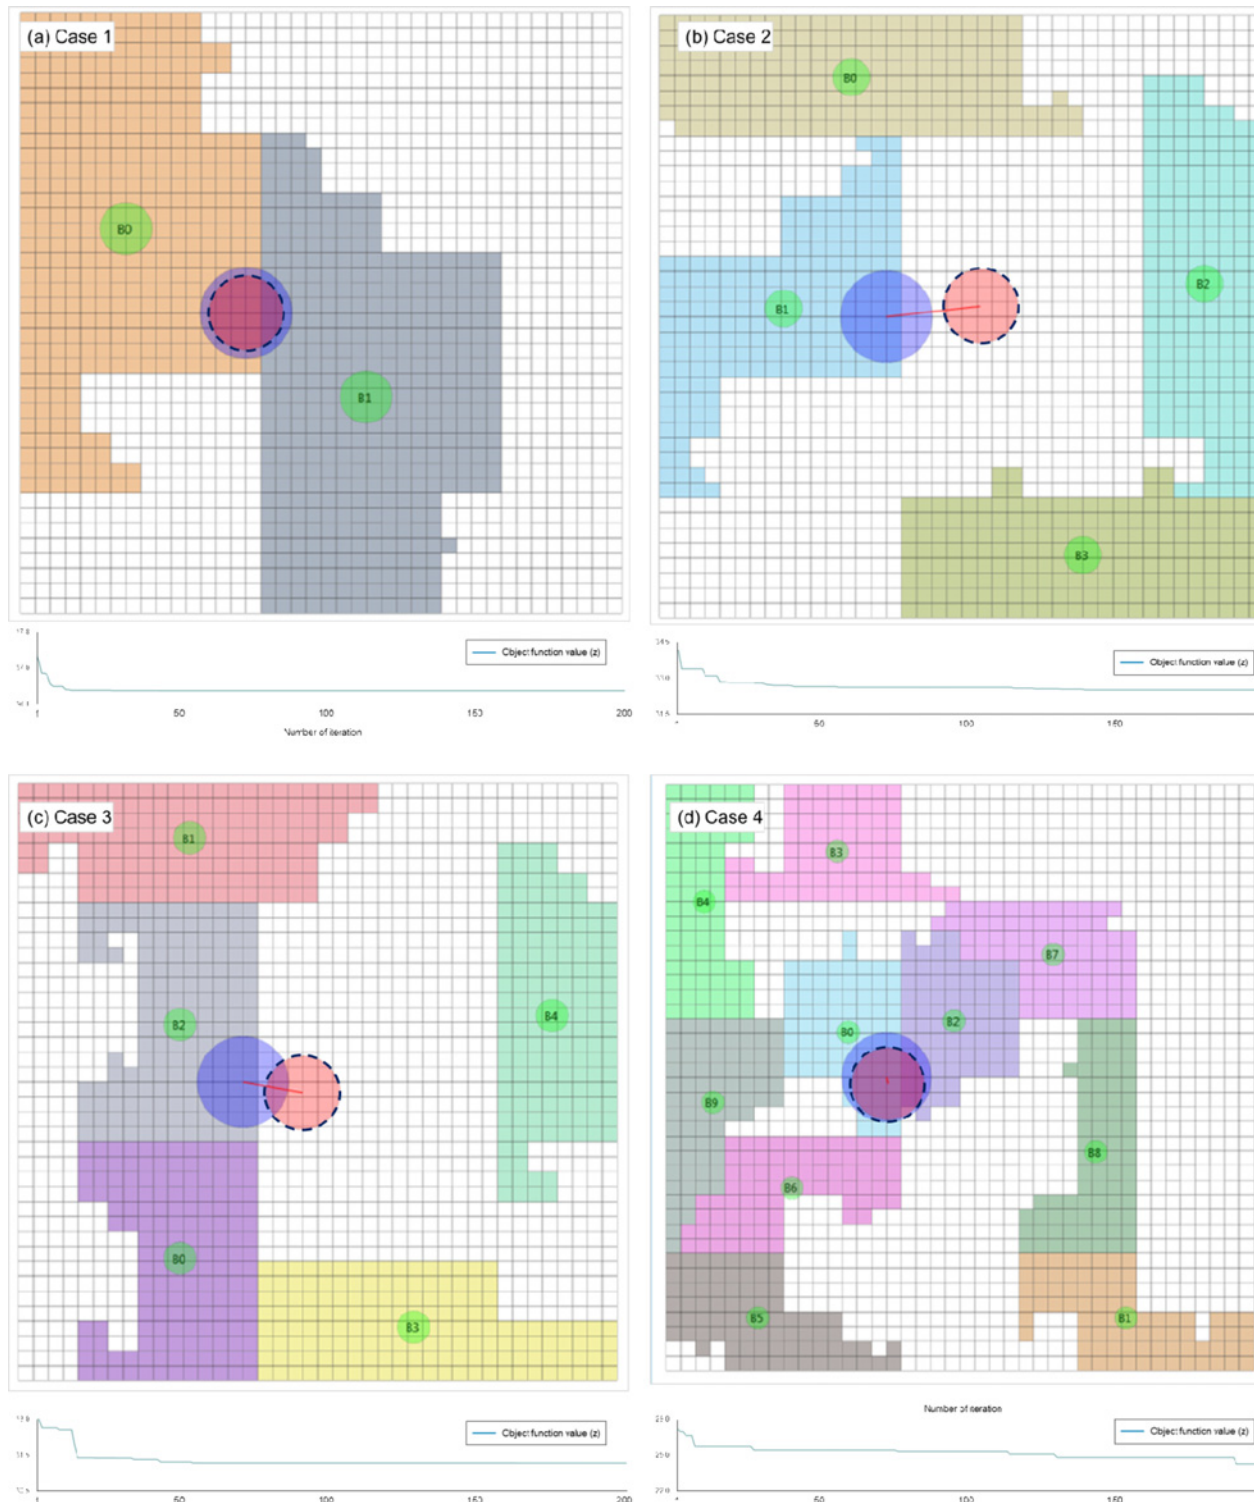 (a) Case 1
B0
B1
Object function value (z)
50
100
150
200
Number of iteration
(b) Case 2
B0
B1
B2
B3
Object function value (z)
50
100
150
(c) Case 3
B1
B2
B4
B0
B3
Object function value (z)
50
100
150
200
(d) Case 4
B3
B4
B7
B0
B2
B9
B8
B6
B5
B1
Number of iteration
Object function value (z)
50
100
150